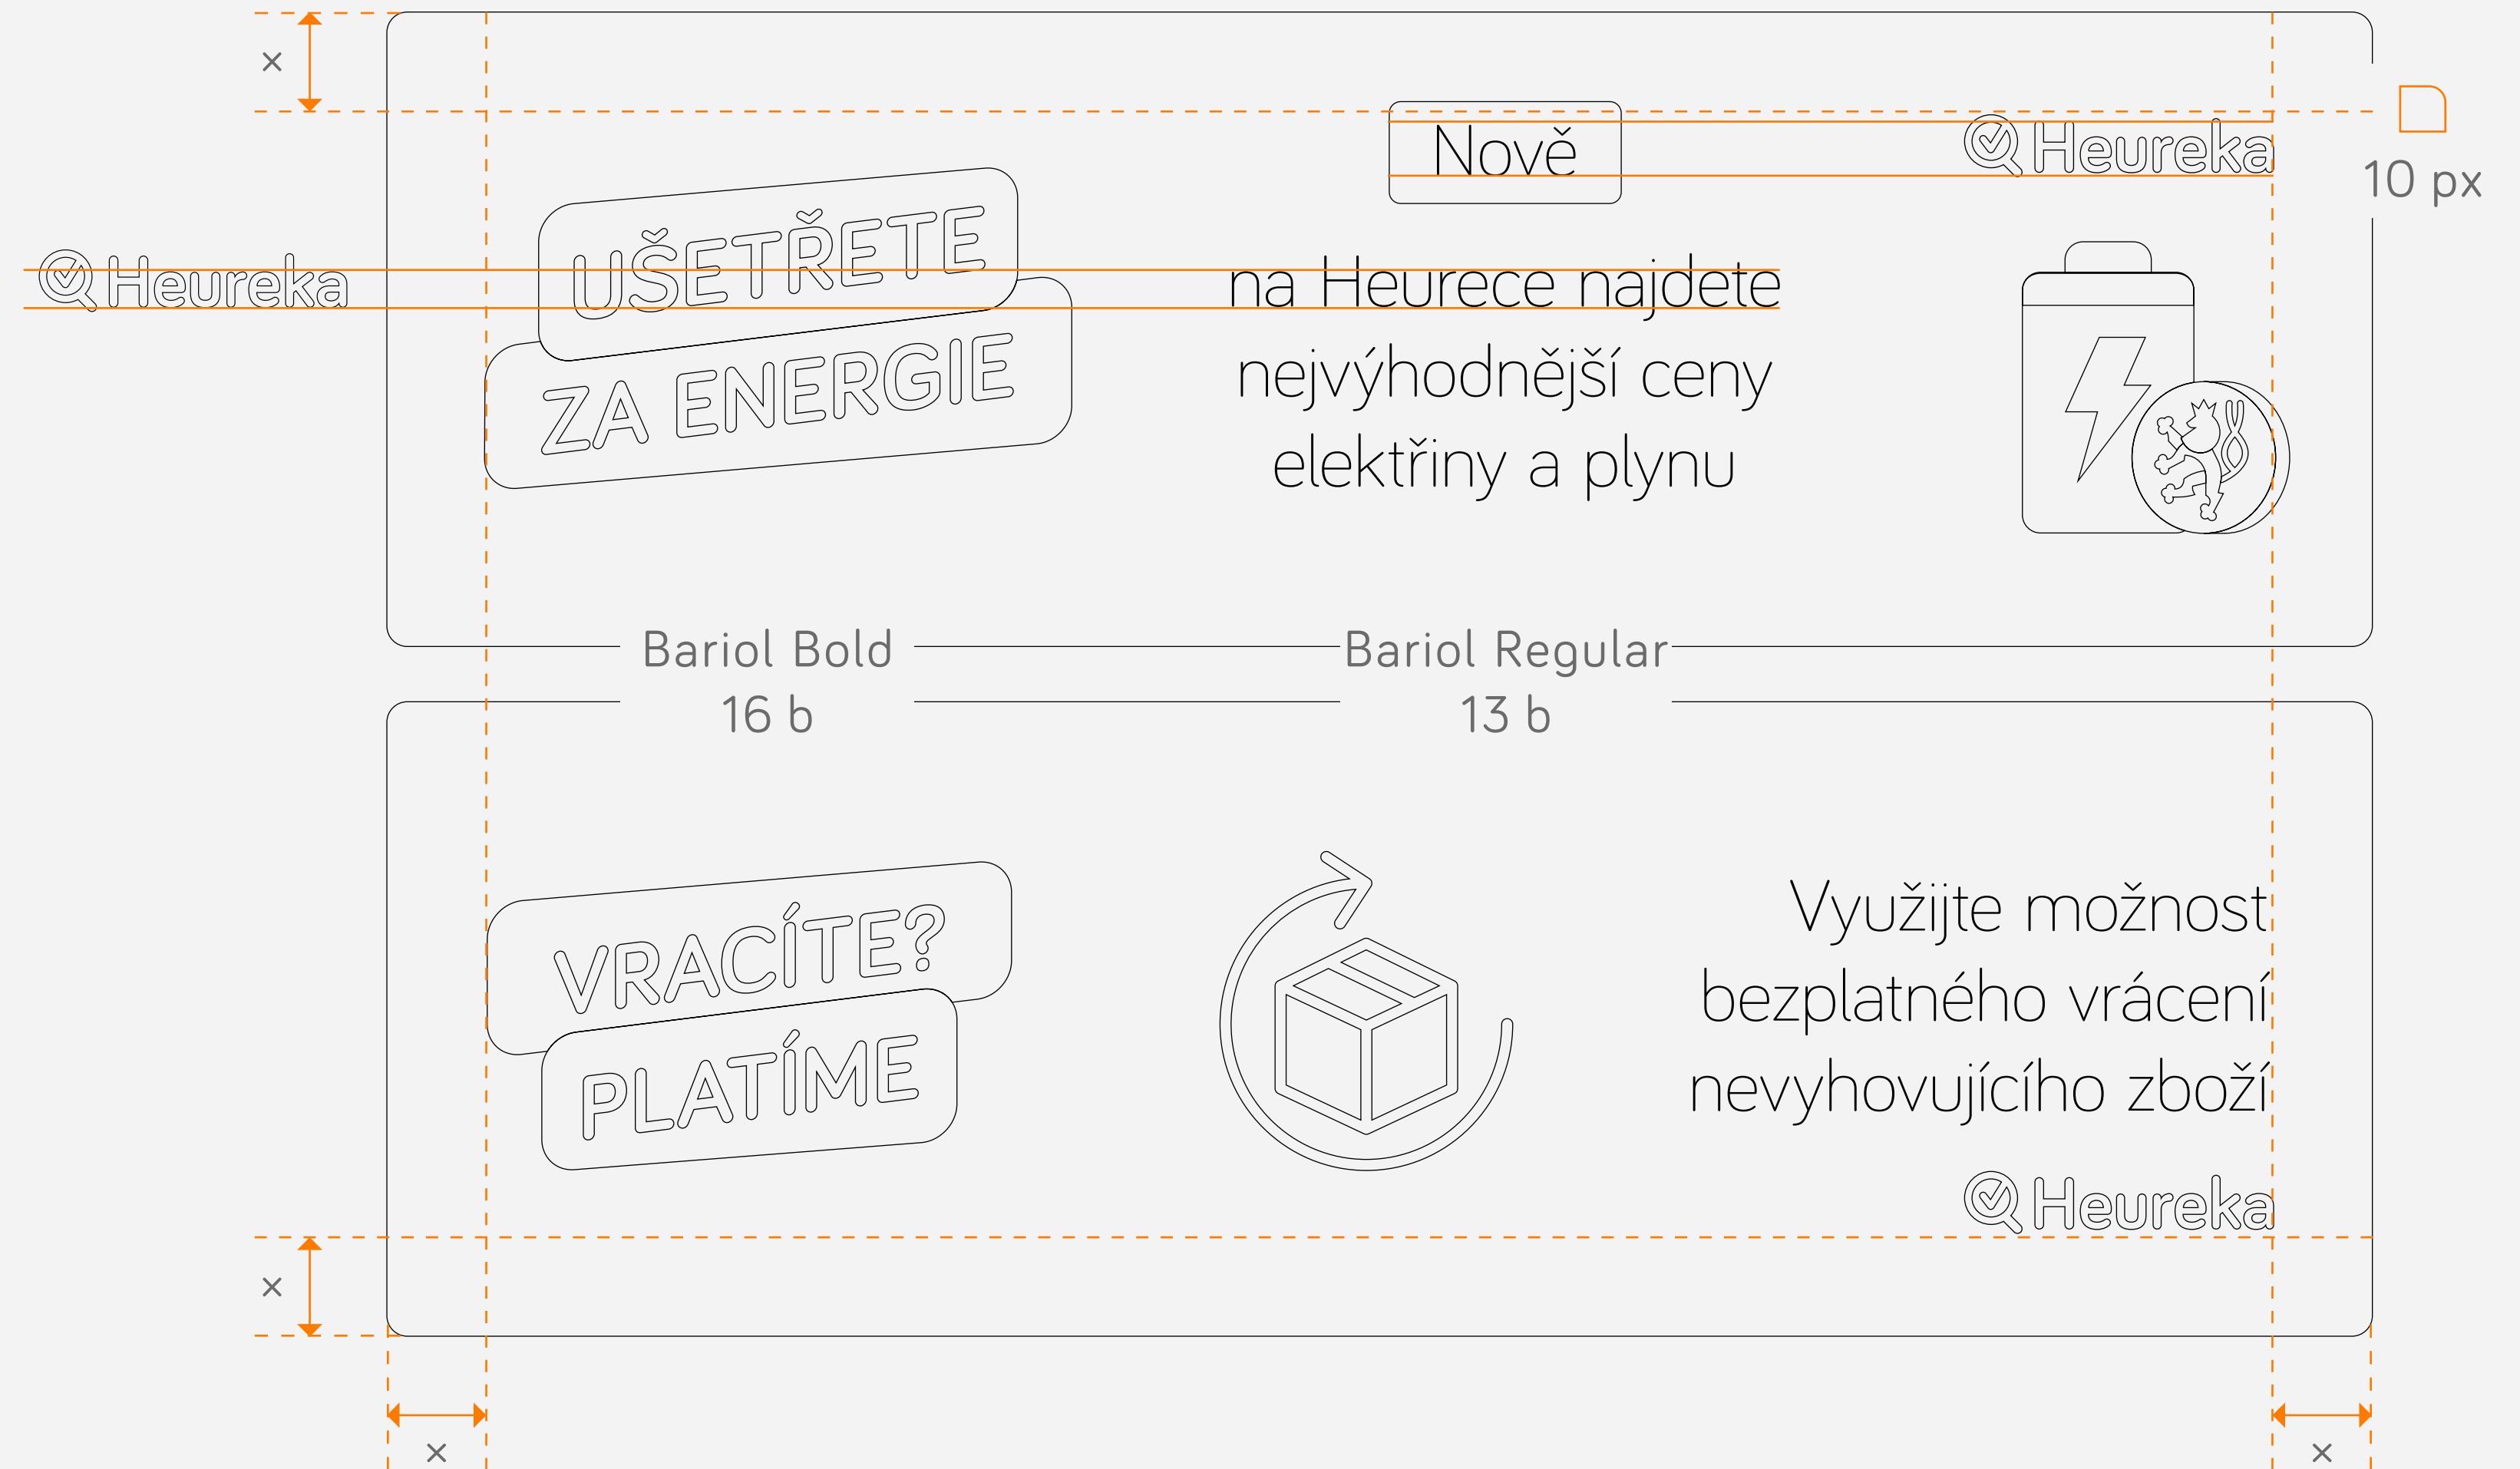 ×
Nově
Heureka
10 px
Heureka
UŠETŘETE
ZA ENERGIE
na Heurece najdete
nejvýhodnější ceny
elektřiny a plynu
Bariol Bold
16 b
Bariol Regular
13 b
VRACÍTE?
PLATÍME
Využijte možnost
bezplatného vrácení
nevyhovujícího zboží
Heureka
×
×
×